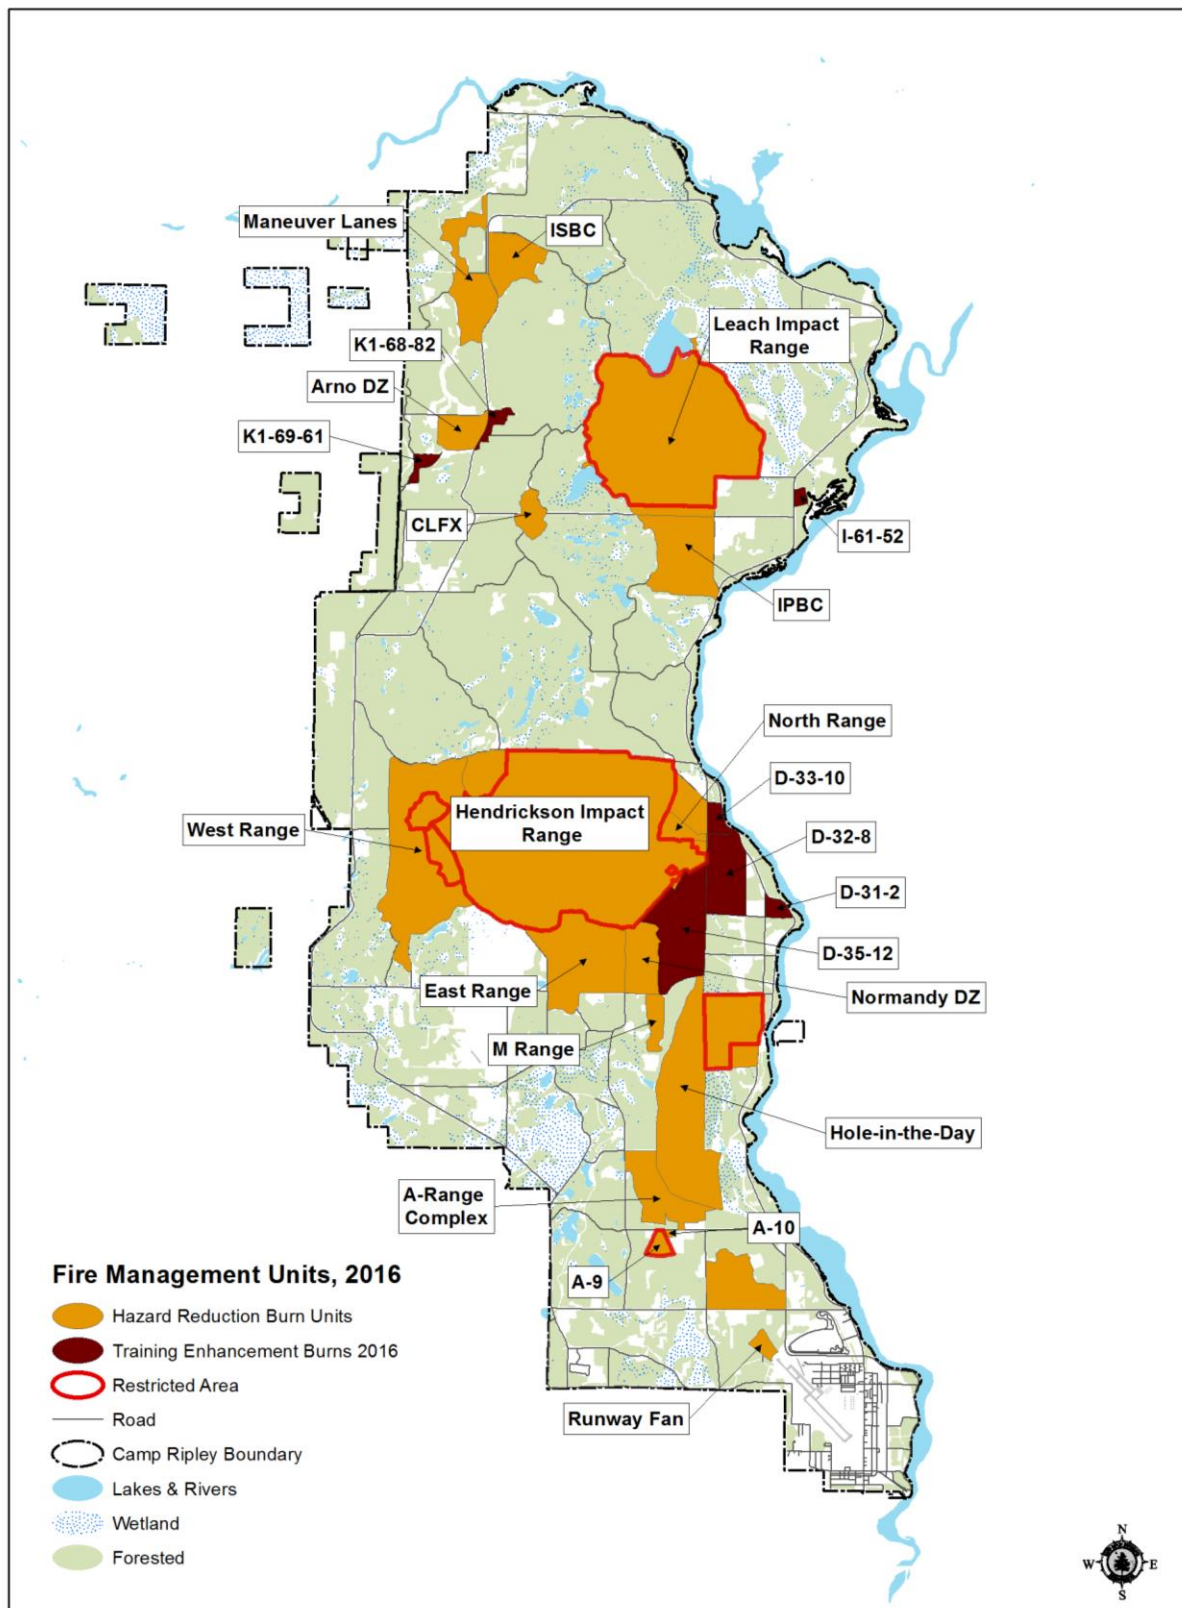 Maneuver Lanes
ISBC
Leach Impact
Range
K1-68-82
Arno DZ
K1-69-61
CLFX
I-61-52
IPBC
North Range
D-33-10
Hendrickson Impact
Range
West Range
D-32-8
D-31-2
D-35-12
East Range
Normandy DZ
M Range
Hole-in-the-Day
A-Range
Complex
A-10
A-9
Runway Fan
Fire Management Units, 2016
Hazard Reduction Burn Units
Training Enhancement Burns 2016
Restricted Area
Road
Camp Ripley Boundary
Lakes & Rivers
Wetland
Forested
N
W E
S